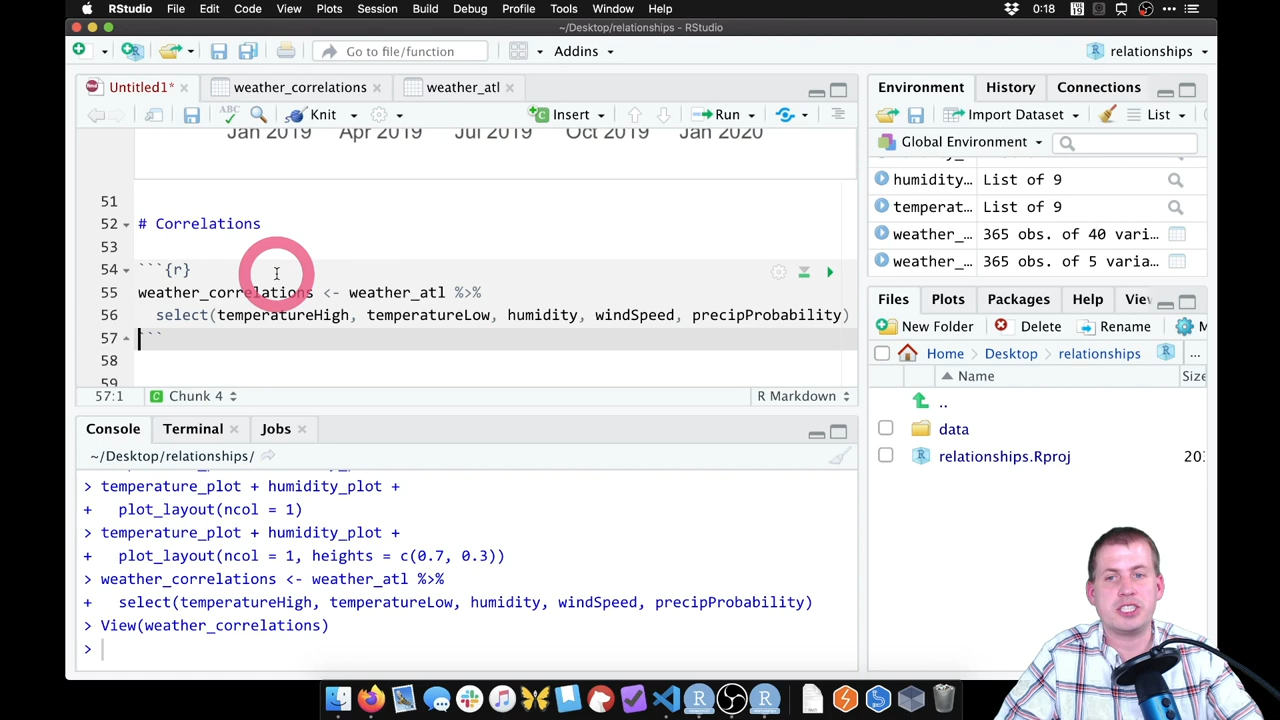 RStudio File Edit Code View Plots Session Build Debug Profile Tools Window Help 0:18
~/Desktop/relationships - RStudio
Go to file/function Addins relationships
Untitled1* weather_correlations weather_atl
Environment History Connections
ABC Knit Insert Run
Import Dataset List
Global Environment
Jan 2019 Apr 2019 Jul 2019 Oct 2019 Jan 2020
humidity... List of 9
temperat... List of 9
weather_... 365 obs. of 40 vari...
weather_... 365 obs. of 5 varia...
51
52 # Correlations
53
54 ```{r}
55 weather_correlations <- weather_atl %>%
56 select(temperatureHigh, temperatureLow, humidity, windSpeed, precipProbability)
57 ```
58
59
57:1 Chunk 4 R Markdown
Files Plots Packages Help Viv
New Folder Delete Rename M
Home Desktop relationships ...
Name Size
..
data
relationships.Rproj 20
Console Terminal Jobs
~/Desktop/relationships/
> temperature_plot + humidity_plot +
+ plot_layout(ncol = 1)
> temperature_plot + humidity_plot +
+ plot_layout(ncol = 1, heights = c(0.7, 0.3))
> weather_correlations <- weather_atl %>%
+ select(temperatureHigh, temperatureLow, humidity, windSpeed, precipProbability)
> View(weather_correlations)
>